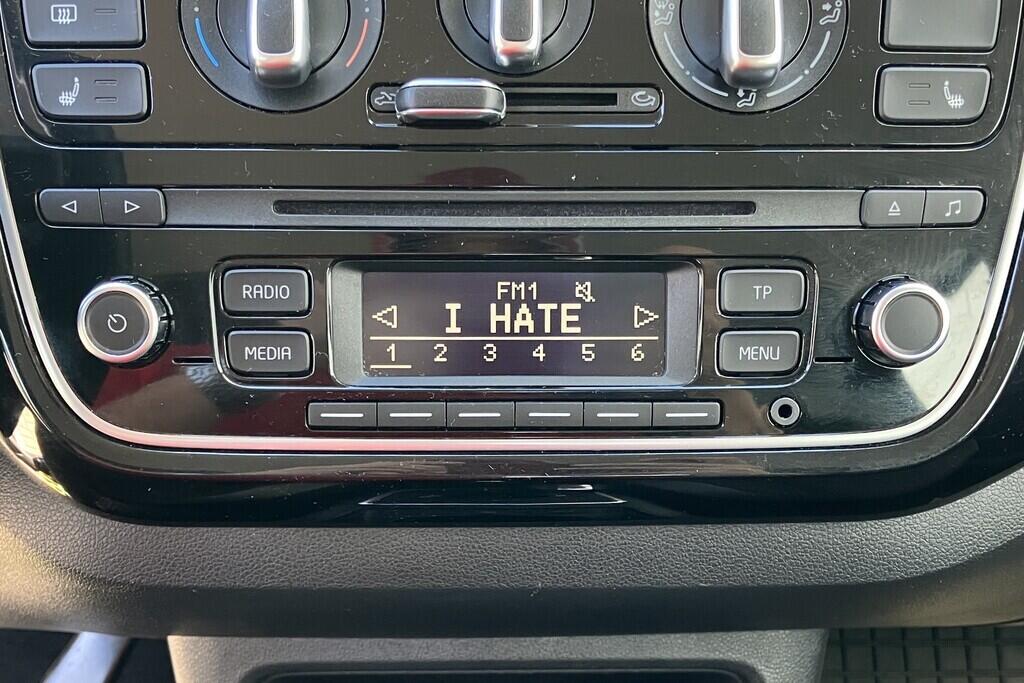 FM1
RADIO
I HATE
TP
MEDIA
1 2 3 4 5 6
MENU